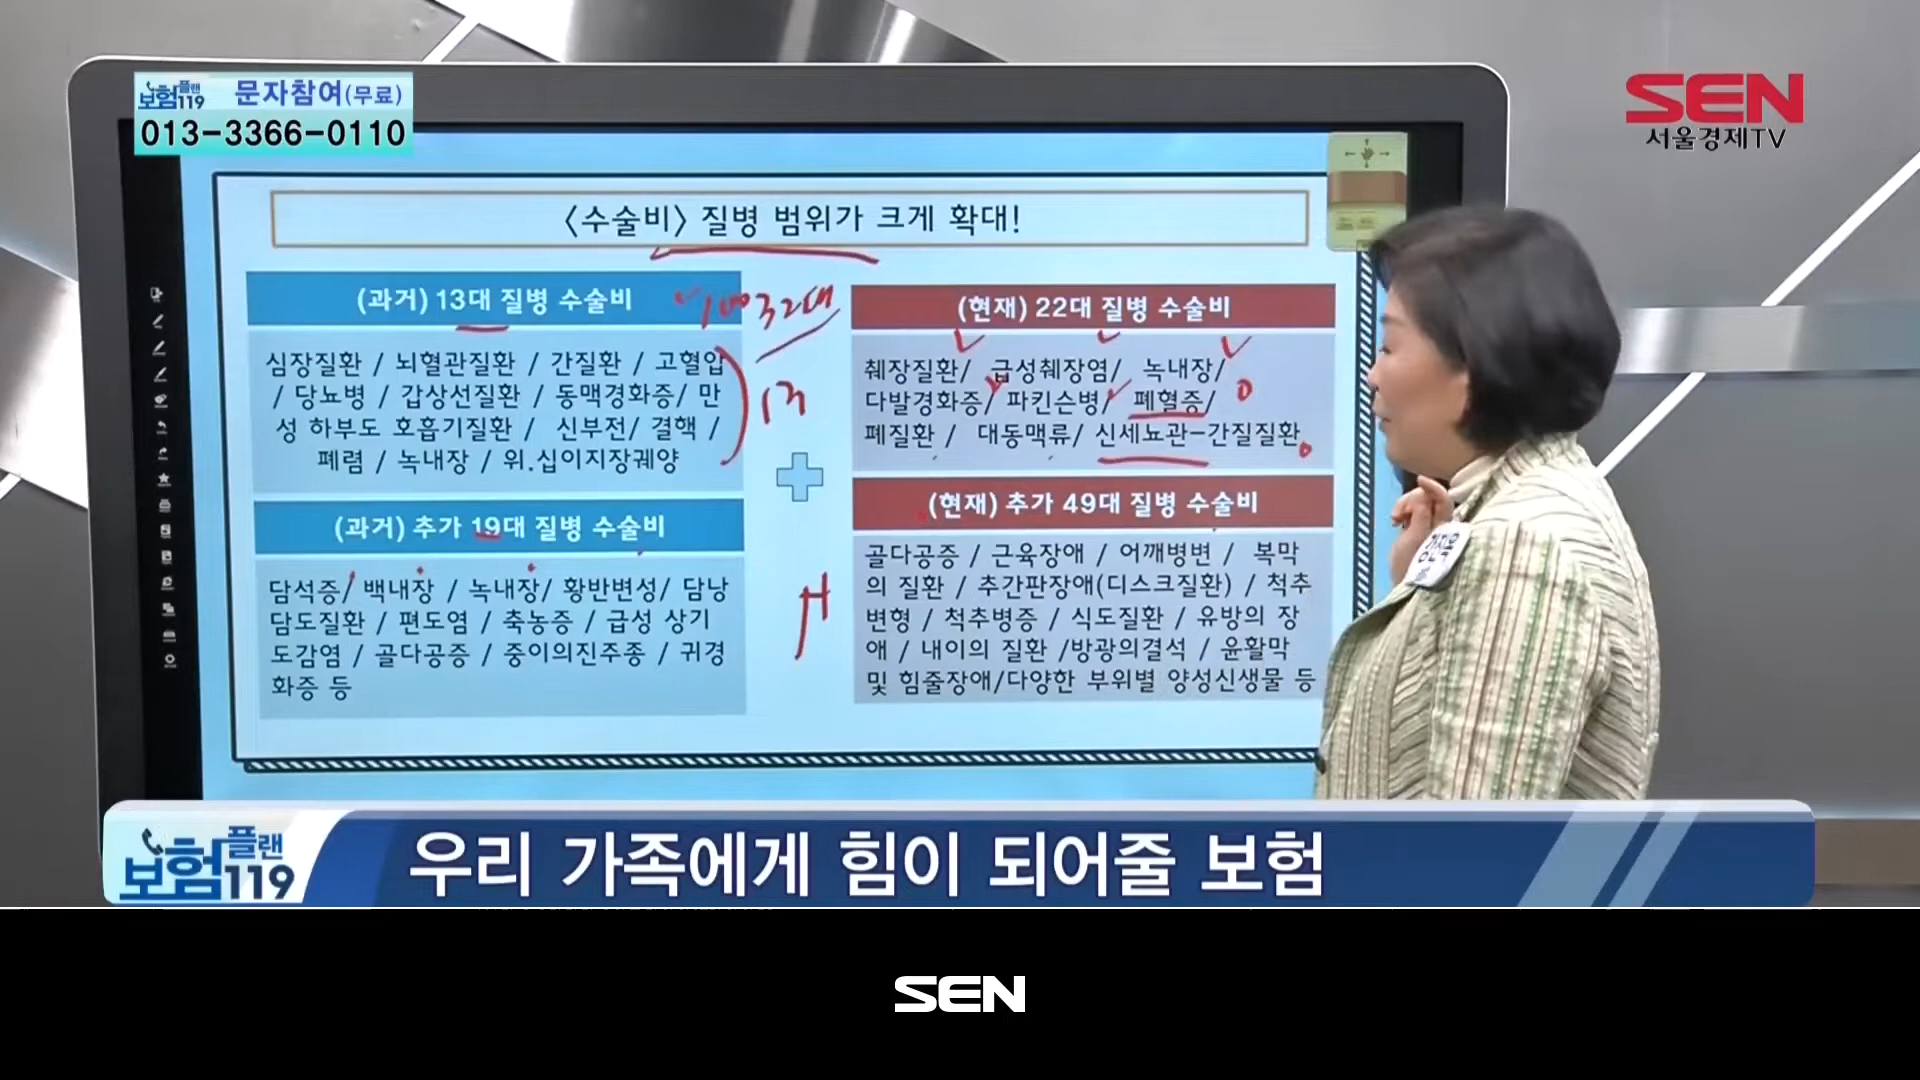 보험플랜119 문자참여(무료)
013-3366-0110
SEN
서울경제TV
<수술비> 질병 범위가 크게 확대!
(과거) 13대 질병 수술비
심장질환 / 뇌혈관질환 / 간질환 / 고혈압
/ 당뇨병 / 갑상선질환 / 동맥경화증/ 만
성 하부도 호흡기질환 / 신부전/ 결핵 /
폐렴 / 녹내장 / 위.십이지장궤양
13
(과거) 추가 19대 질병 수술비
담석증/ 백내장 / 녹내장/ 황반변성/ 담낭
담도질환 / 편도염 / 축농증 / 급성 상기
도감염 / 골다공증 / 중이의진주종 / 귀경
화증 등
(현재) 22대 질병 수술비
췌장질환/ 급성췌장염/ 녹내장/
다발경화증/ 파킨슨병/ 폐혈증/
폐질환 / 대동맥류/ 신세뇨관-간질질환
(현재) 추가 49대 질병 수술비
골다공증 / 근육장애 / 어깨병변 / 복막
의 질환 / 추간판장애(디스크질환) / 척추
변형 / 척추병증 / 식도질환 / 유방의 장
애 / 내이의 질환 /방광의결석 / 윤활막
및 힘줄장애/다양한 부위별 양성신생물 등
보험플랜119
우리 가족에게 힘이 되어줄 보험
SEN